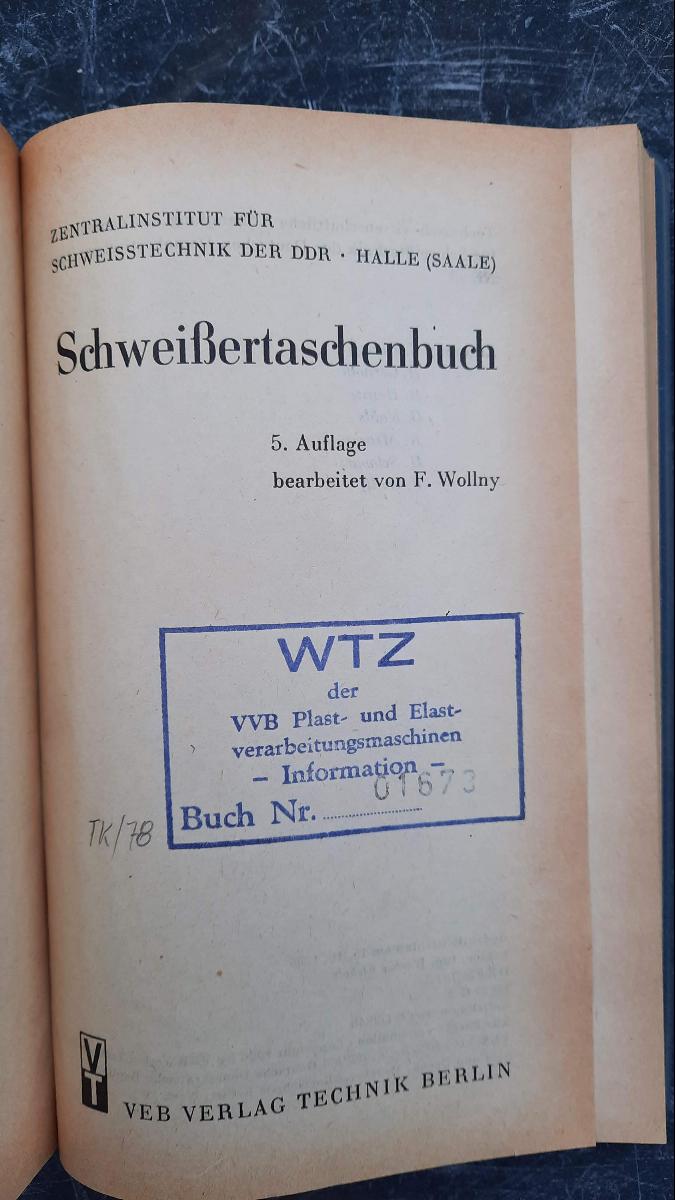 ZENTRALINSTITUT FÜR
SCHWEISSTECHNIK DER DDR · HALLE (SAALE)
Schweißertaschenbuch
5. Auflage
bearbeitet von F. Wollny
WTZ
der
VVB Plast- und Elast-
verarbeitungsmaschinen
- Information -
01673
Buch Nr. ....................
TK/78
VT
VEB VERLAG TECHNIK BERLIN